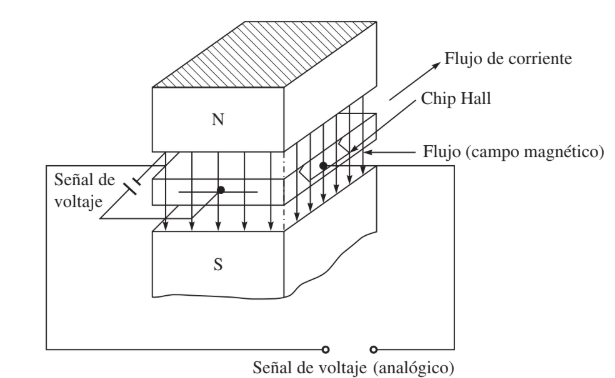 Flujo de corriente
N
Chip Hall
Flujo (campo magnético)
Señal de
voltaje
S
Señal de voltaje (analógico)